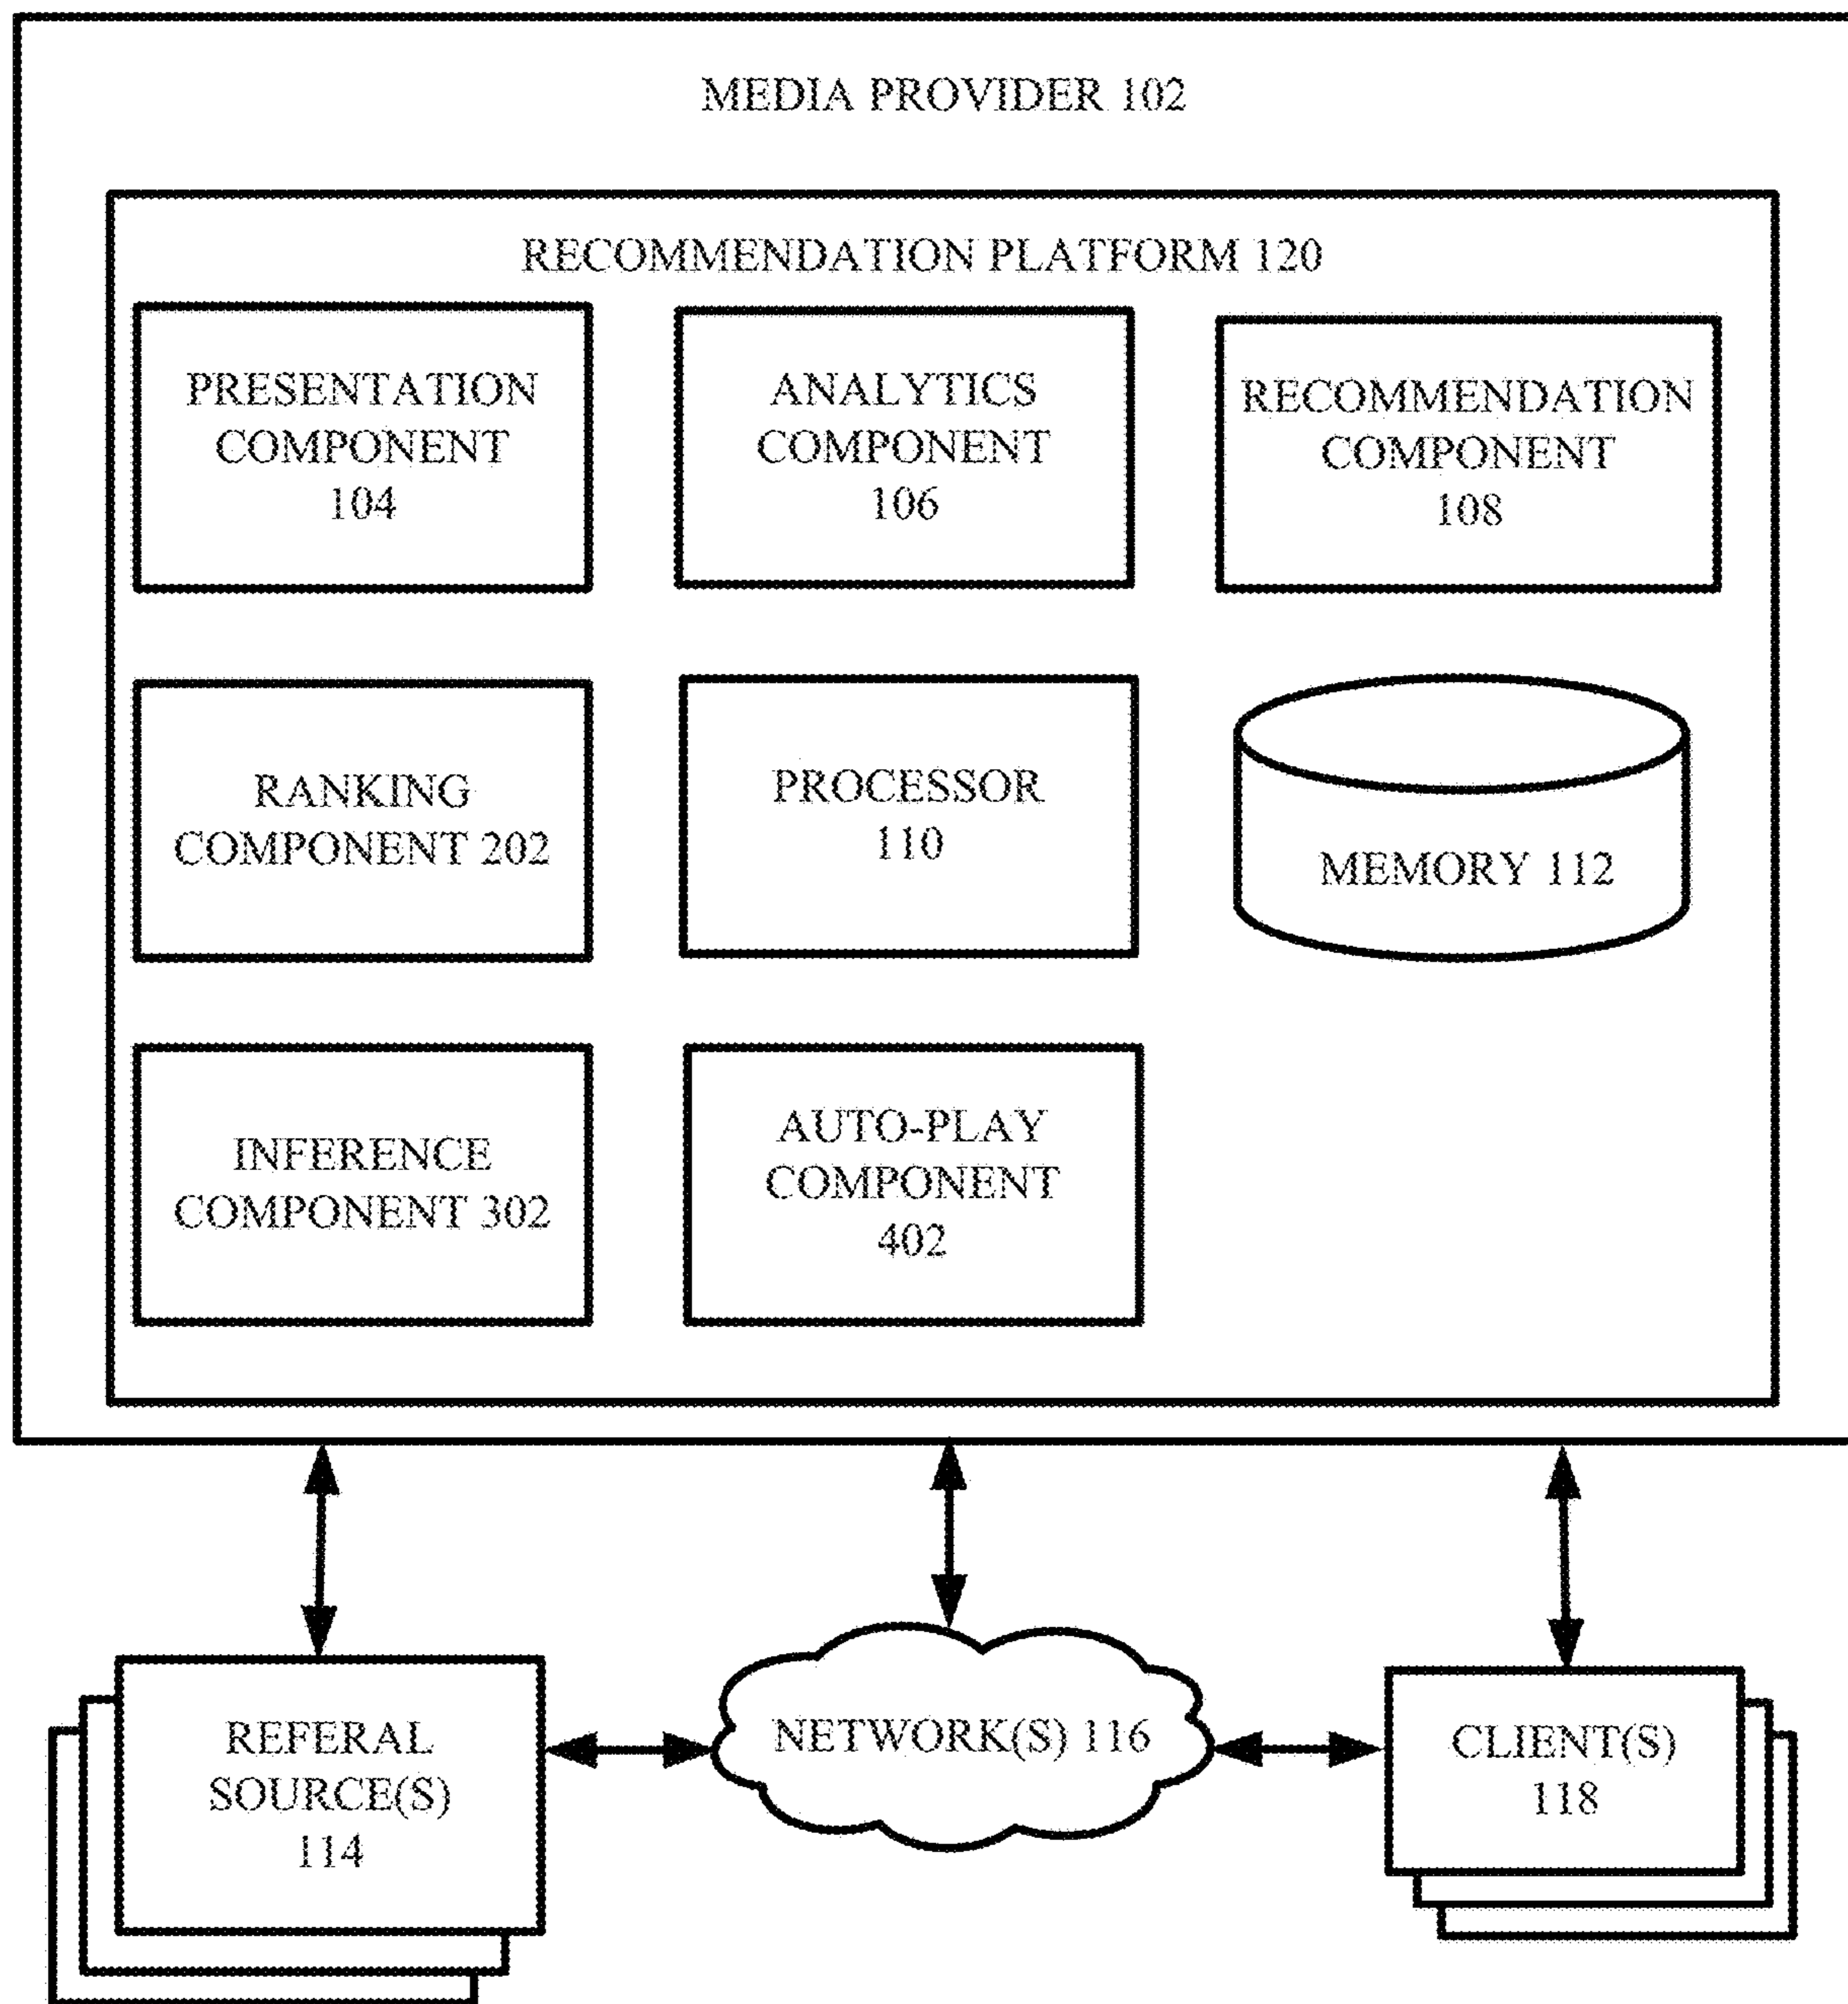 MEDIA PROVIDER 102
RECOMMENDATION PLATFORM 120
PRESENTATION
COMPONENT
104
ANALYTICS
COMPONENT
106
RECOMMENDATION
COMPONENT
108
RANKING
COMPONENT 202
PROCESSOR
110
MEMORY 112
INFERENCE
COMPONENT 302
AUTO-PLAY
COMPONENT
402
REFERAL
SOURCE(S)
114
NETWORK(S) 116
CLIENT(S)
118